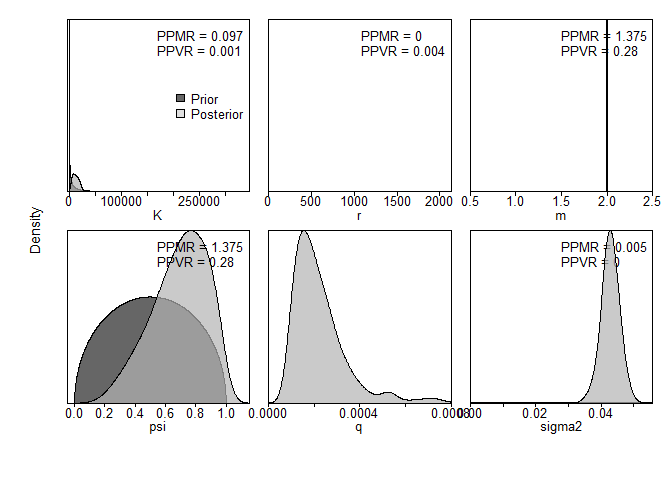 PPMR = 0.097
PPVR = 0.001
Prior
Posterior
0 100000 250000
K
PPMR = 0
PPVR = 0.004
0 500 1000 1500 2000
r
PPMR = 1.375
PPVR = 0.28
0.5 1.0 1.5 2.0 2.5
m
Density
PPMR = 1.375
PPVR = 0.28
0.0 0.2 0.4 0.6 0.8 1.0
psi
0.0000 0.0004 0.0008
q
PPMR = 0.005
PPVR = 0
0.00 0.02 0.04
sigma2